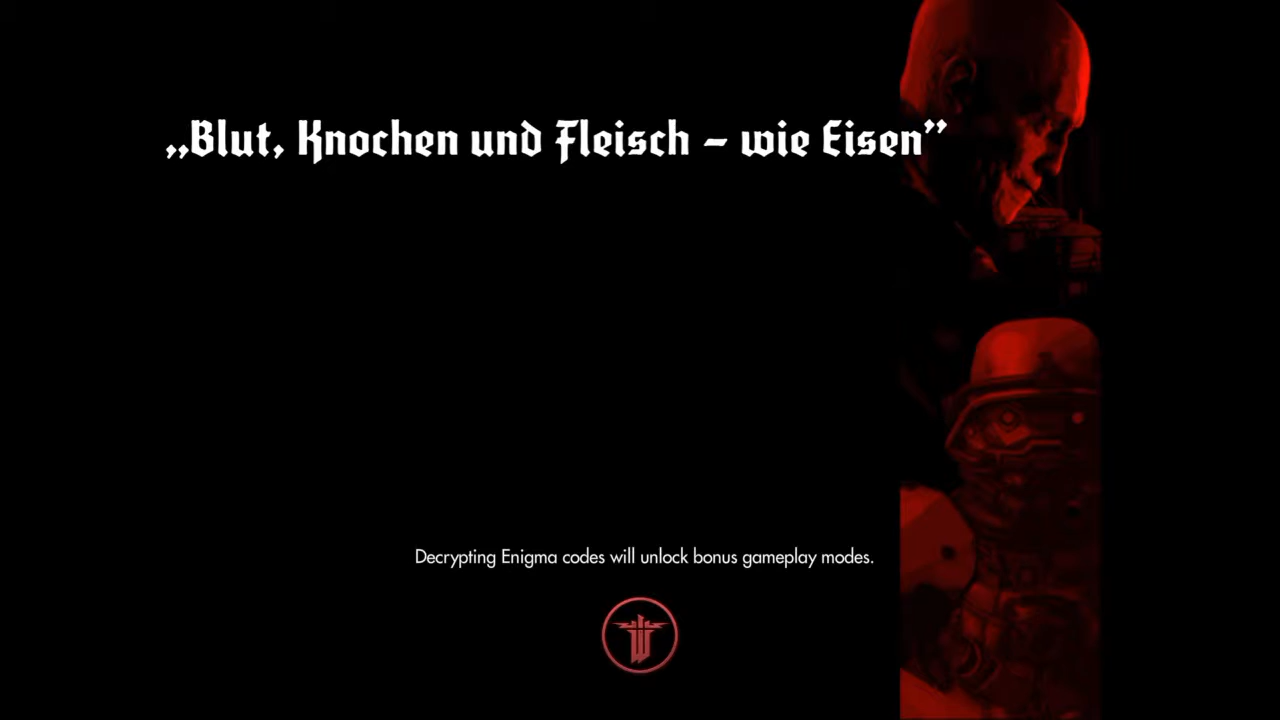 „Blut, Knochen und Fleisch – wie Eisen”
Decrypting Enigma codes will unlock bonus gameplay modes.